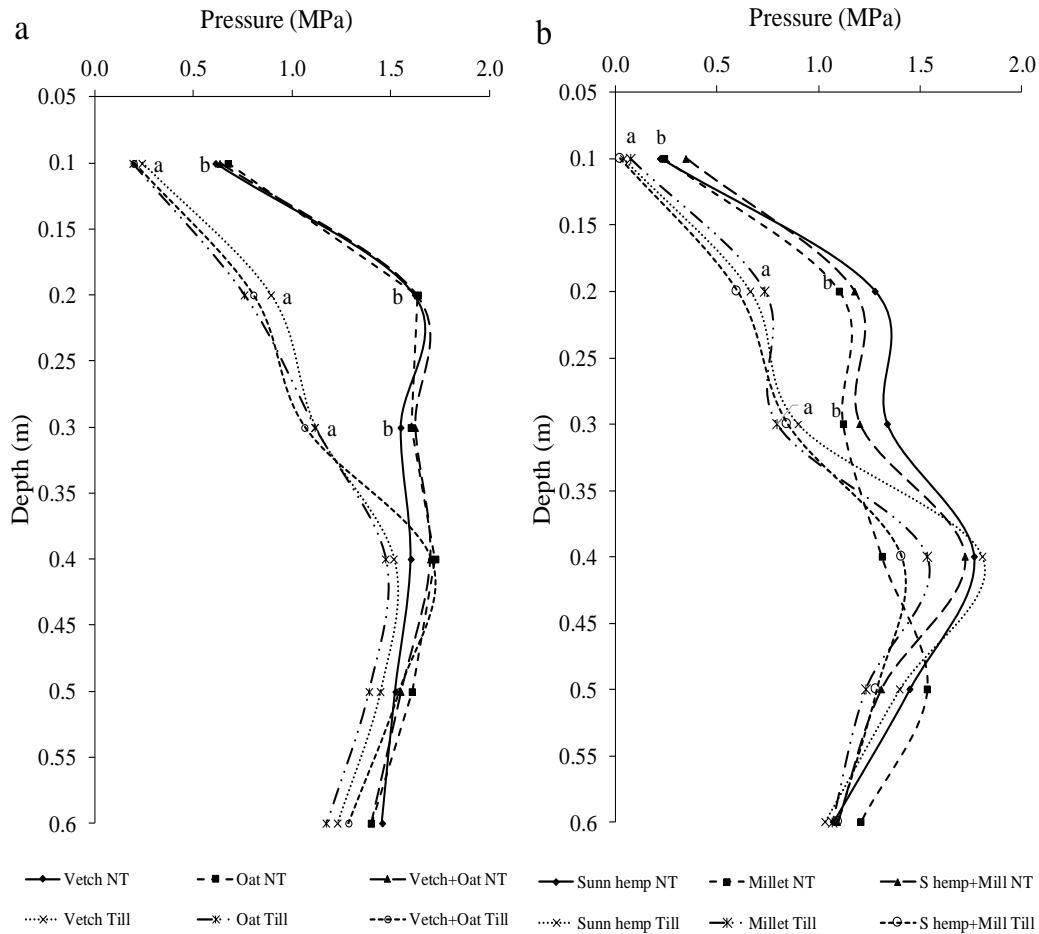 a
Pressure (MPa)
0.0 0.5 1.0 1.5 2.0
Depth (m)
0.05
0.1
0.15
0.2
0.25
0.3
0.35
0.4
0.45
0.5
0.55
0.6
a
b
a
b
a
b
Vetch NT
Oat NT
Vetch+Oat NT
Vetch Till
Oat Till
Vetch+Oat Till
b
Pressure (MPa)
0.0 0.5 1.0 1.5 2.0
Depth (m)
0.05
0.1
0.15
0.2
0.25
0.3
0.35
0.4
0.45
0.5
0.55
0.6
a
b
a
b
a
b
Sunn hemp NT
Millet NT
S hemp+Mill NT
Sunn hemp Till
Millet Till
S hemp+Mill Till